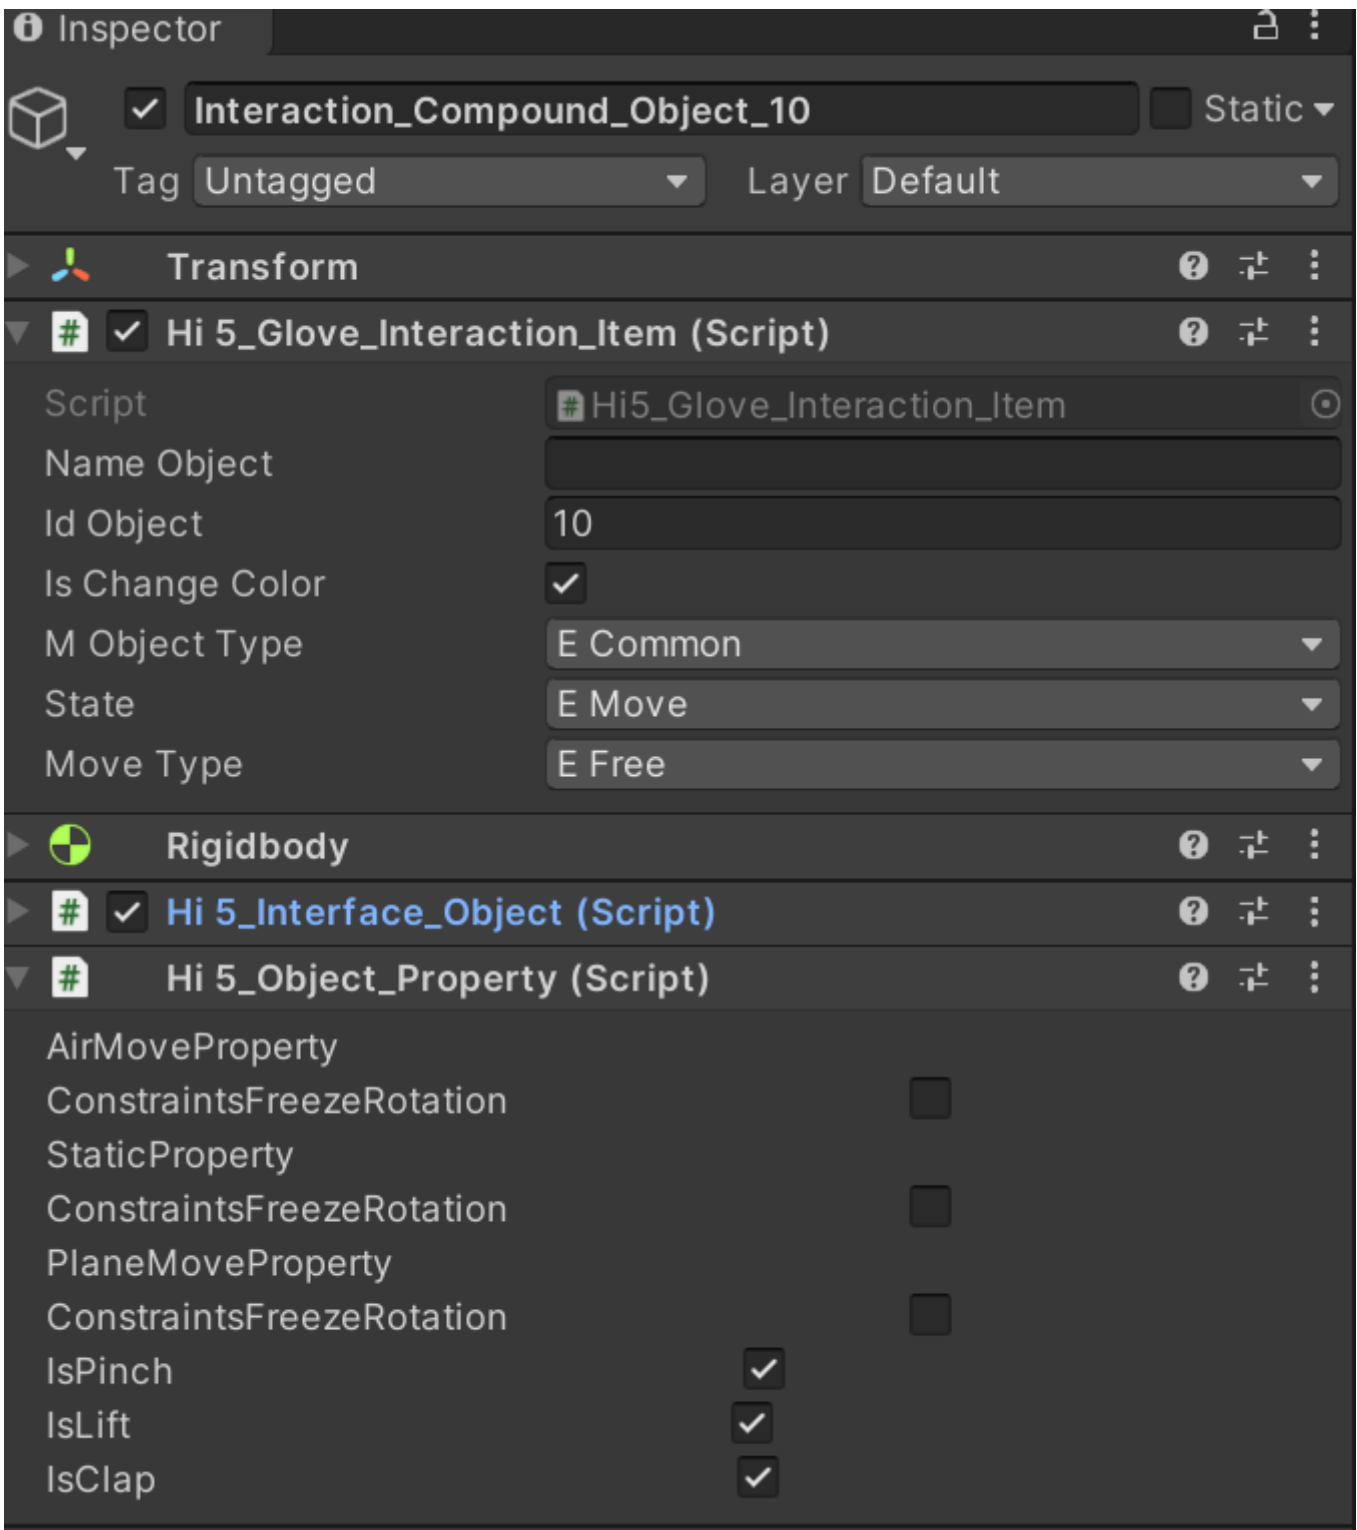 Inspector
Interaction_Compound_Object_10 Static
Tag Untagged Layer Default
Transform
Hi 5_Glove_Interaction_Item (Script)
Script Hi5_Glove_Interaction_Item
Name Object
Id Object 10
Is Change Color
M Object Type E Common
State E Move
Move Type E Free
Rigidbody
Hi 5_Interface_Object (Script)
Hi 5_Object_Property (Script)
AirMoveProperty
ConstraintsFreezeRotation
StaticProperty
ConstraintsFreezeRotation
PlaneMoveProperty
ConstraintsFreezeRotation
IsPinch
IsLift
IsClap